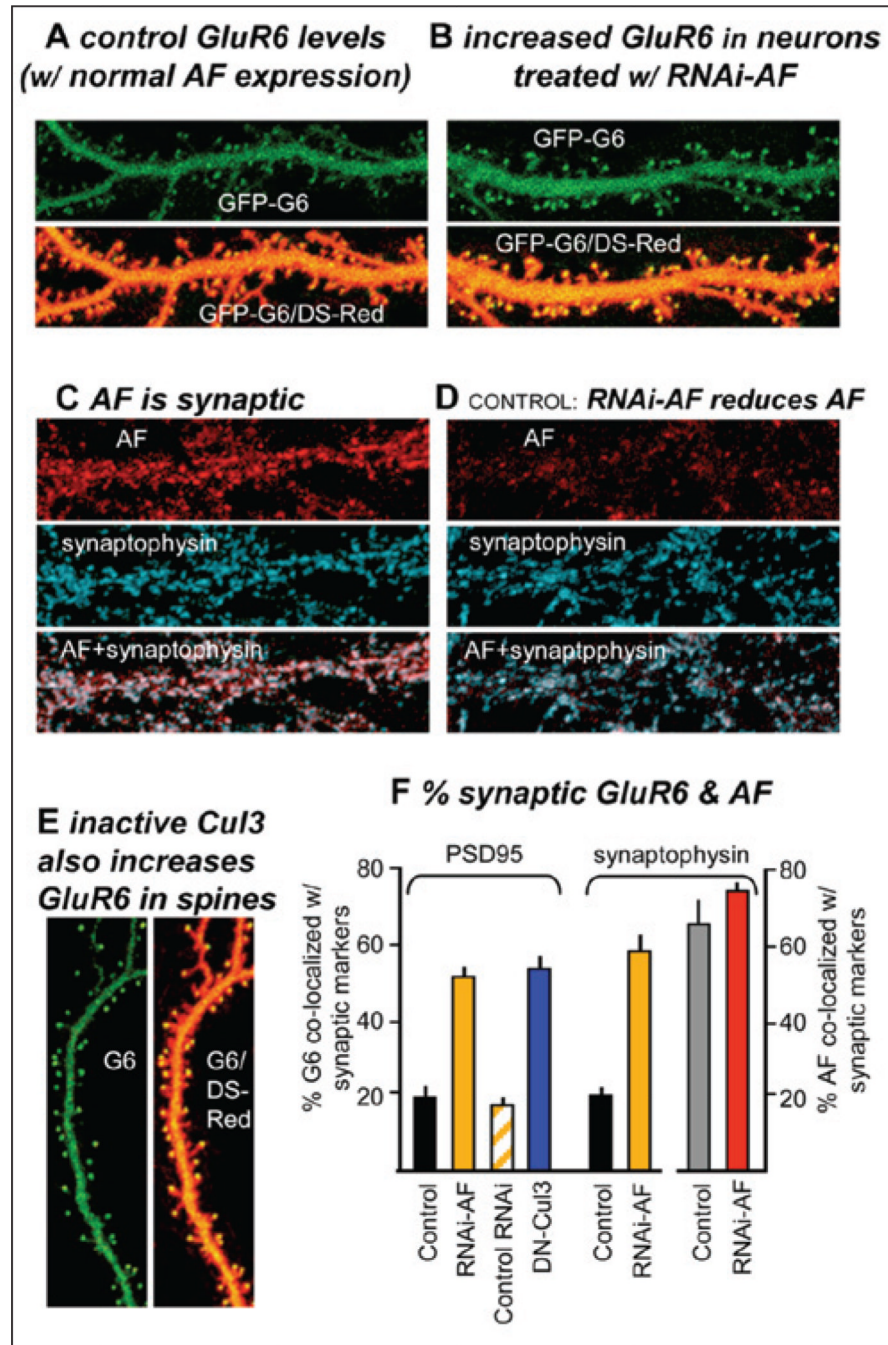 A control GluR6 levels
(w/ normal AF expression)
B increased GluR6 in neurons
treated w/ RNAi-AF
GFP-G6
GFP-G6/DS-Red
GFP-G6
GFP-G6/DS-Red
C AF is synaptic
AF
synaptophysin
AF+synaptophysin
D CONTROL: RNAi-AF reduces AF
AF
synaptophysin
AF+synaptpphysin
E inactive Cul3
also increases
GluR6 in spines
G6
G6/
DS-
Red
F % synaptic GluR6 & AF
PSD95
synaptophysin
% G6 co-localized w/
synaptic markers
80
60
40
20
80
60
40
20
% AF co-localized w/
synaptic markers
Control
RNAi-AF
Control RNAi
DN-Cul3
Control
RNAi-AF
Control
RNAi-AF